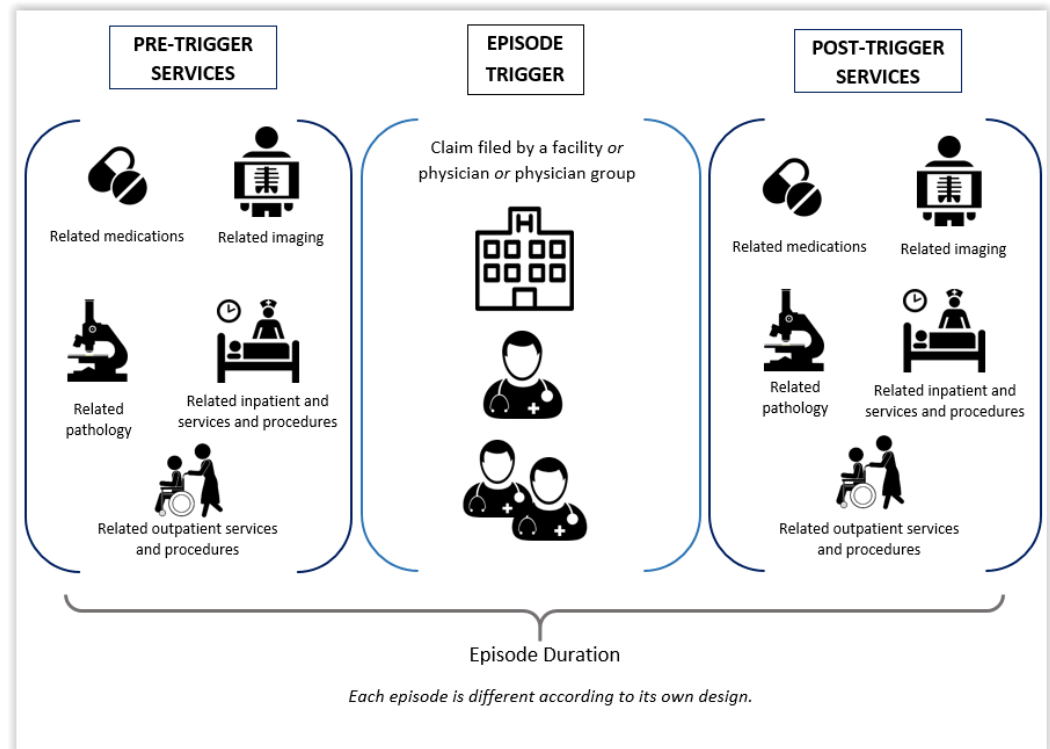 PRE-TRIGGER
SERVICES
Related medications
Related imaging
Related
pathology
Related inpatient and
services and procedures
Related outpatient services
and procedures
EPISODE
TRIGGER
Claim filed by a facility or
physician or physician group
H
POST-TRIGGER
SERVICES
Related medications
Related imaging
Related
pathology
Related inpatient and
services and procedures
Related outpatient services
and procedures
Episode Duration
Each episode is different according to its own design.